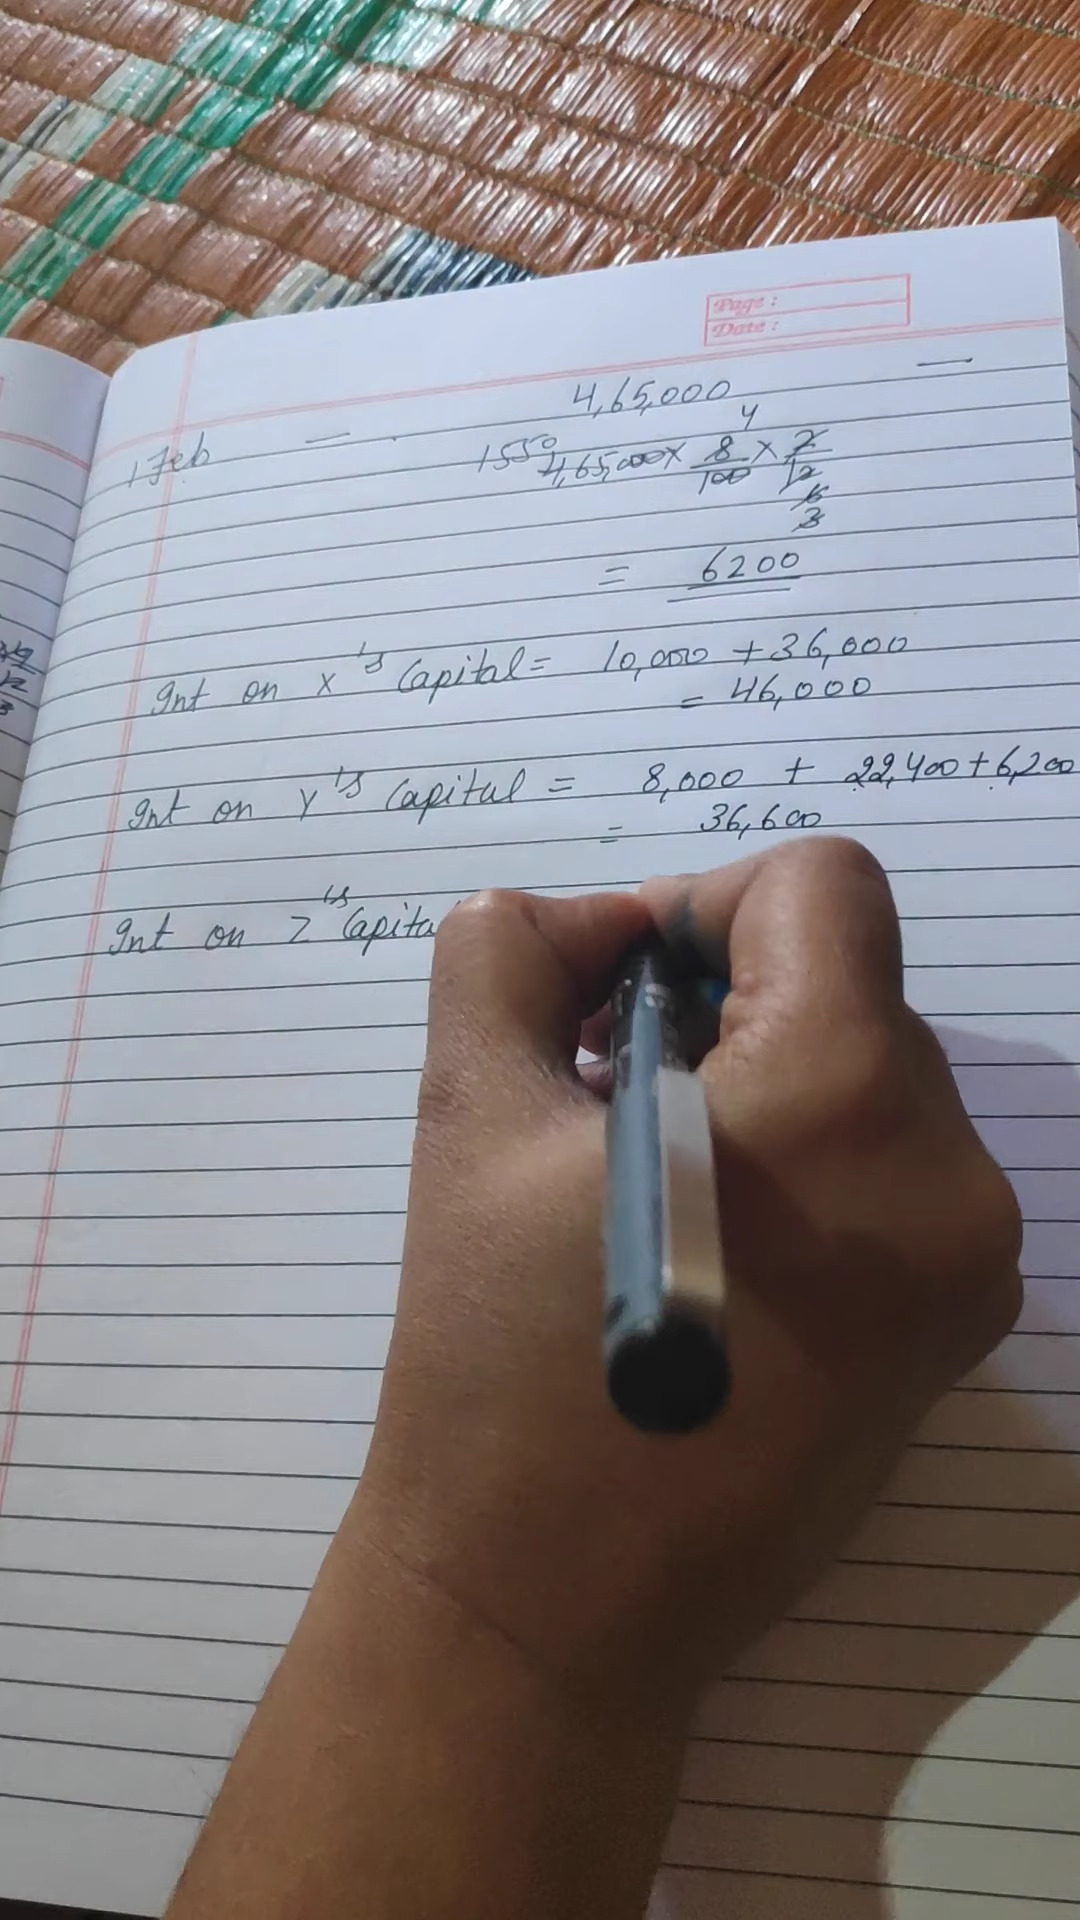 Page :
Date :
4,65,000 —
1 Feb — 1550 4
4,65,000 × 8/100 × 2/12
6
3
= 6200
Int on X's Capital = 10,000 + 36,000
= 46,000
Int on Y's Capital = 8,000 + 22,400 + 6,200
= 36,600
Int on Z's Capita